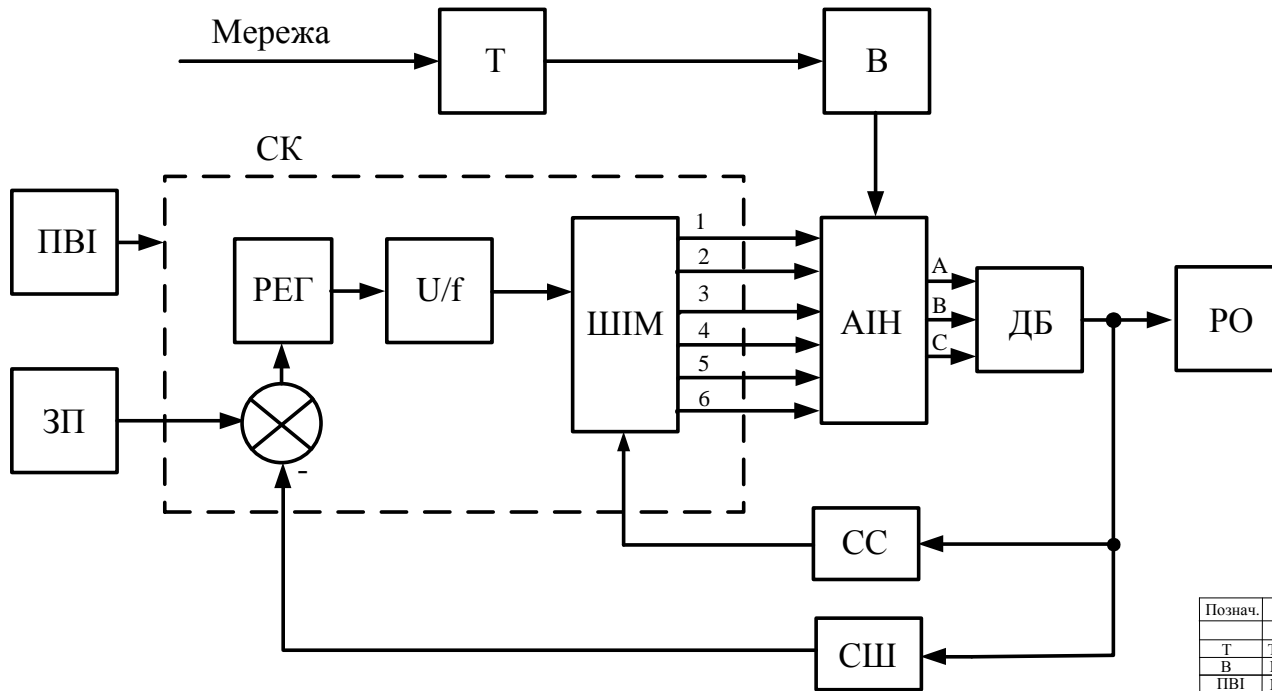 Мережа
Т
В
СК
ПВІ
РЕГ
U/f
ШІМ
1
2
3
4
5
6
АІН
А
В
С
ДБ
РО
ЗП
-
СС
СШ
Познач.
Т
В
ПВІ